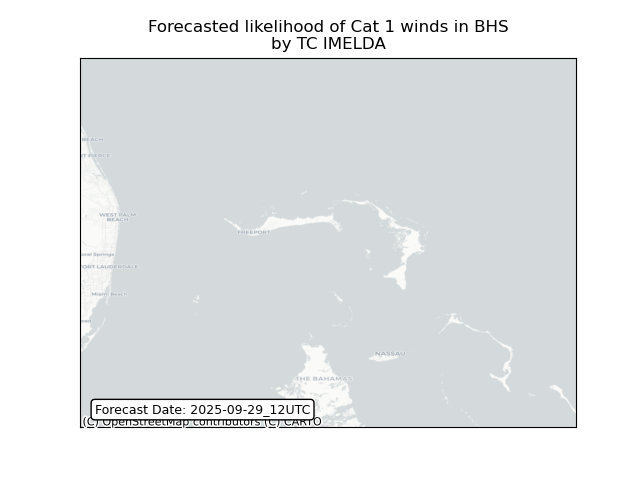 Forecasted likelihood of Cat 1 winds in BHS
by TC IMELDA
BEACH
T PIERCE
WEST PALM
BEACH
FREEPORT
and Springs
FORT LAUDERDALE
Miami Beach
NASSAU
THE BAHAMAS
Forecast Date: 2025-09-29_12UTC
(C) OpenStreetMap contributors (C) CARTO